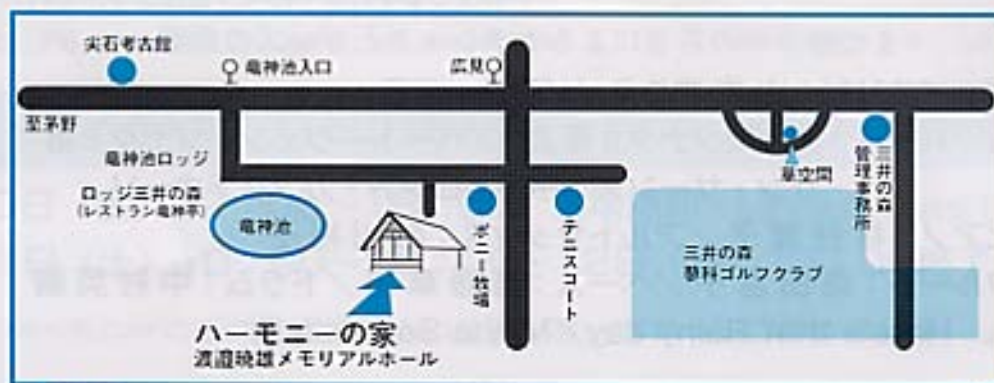 尖石考古館
竜神池入口
広見
至茅野
竜神池ロッジ
ロッジ三井の森
(レストラン竜神亭)
竜神池
ポニー牧場
テニスコート
草空間
三井の森
管理事務所
三井の森
蓼科ゴルフクラブ
ハーモニーの家
渡邉暁雄メモリアルホール